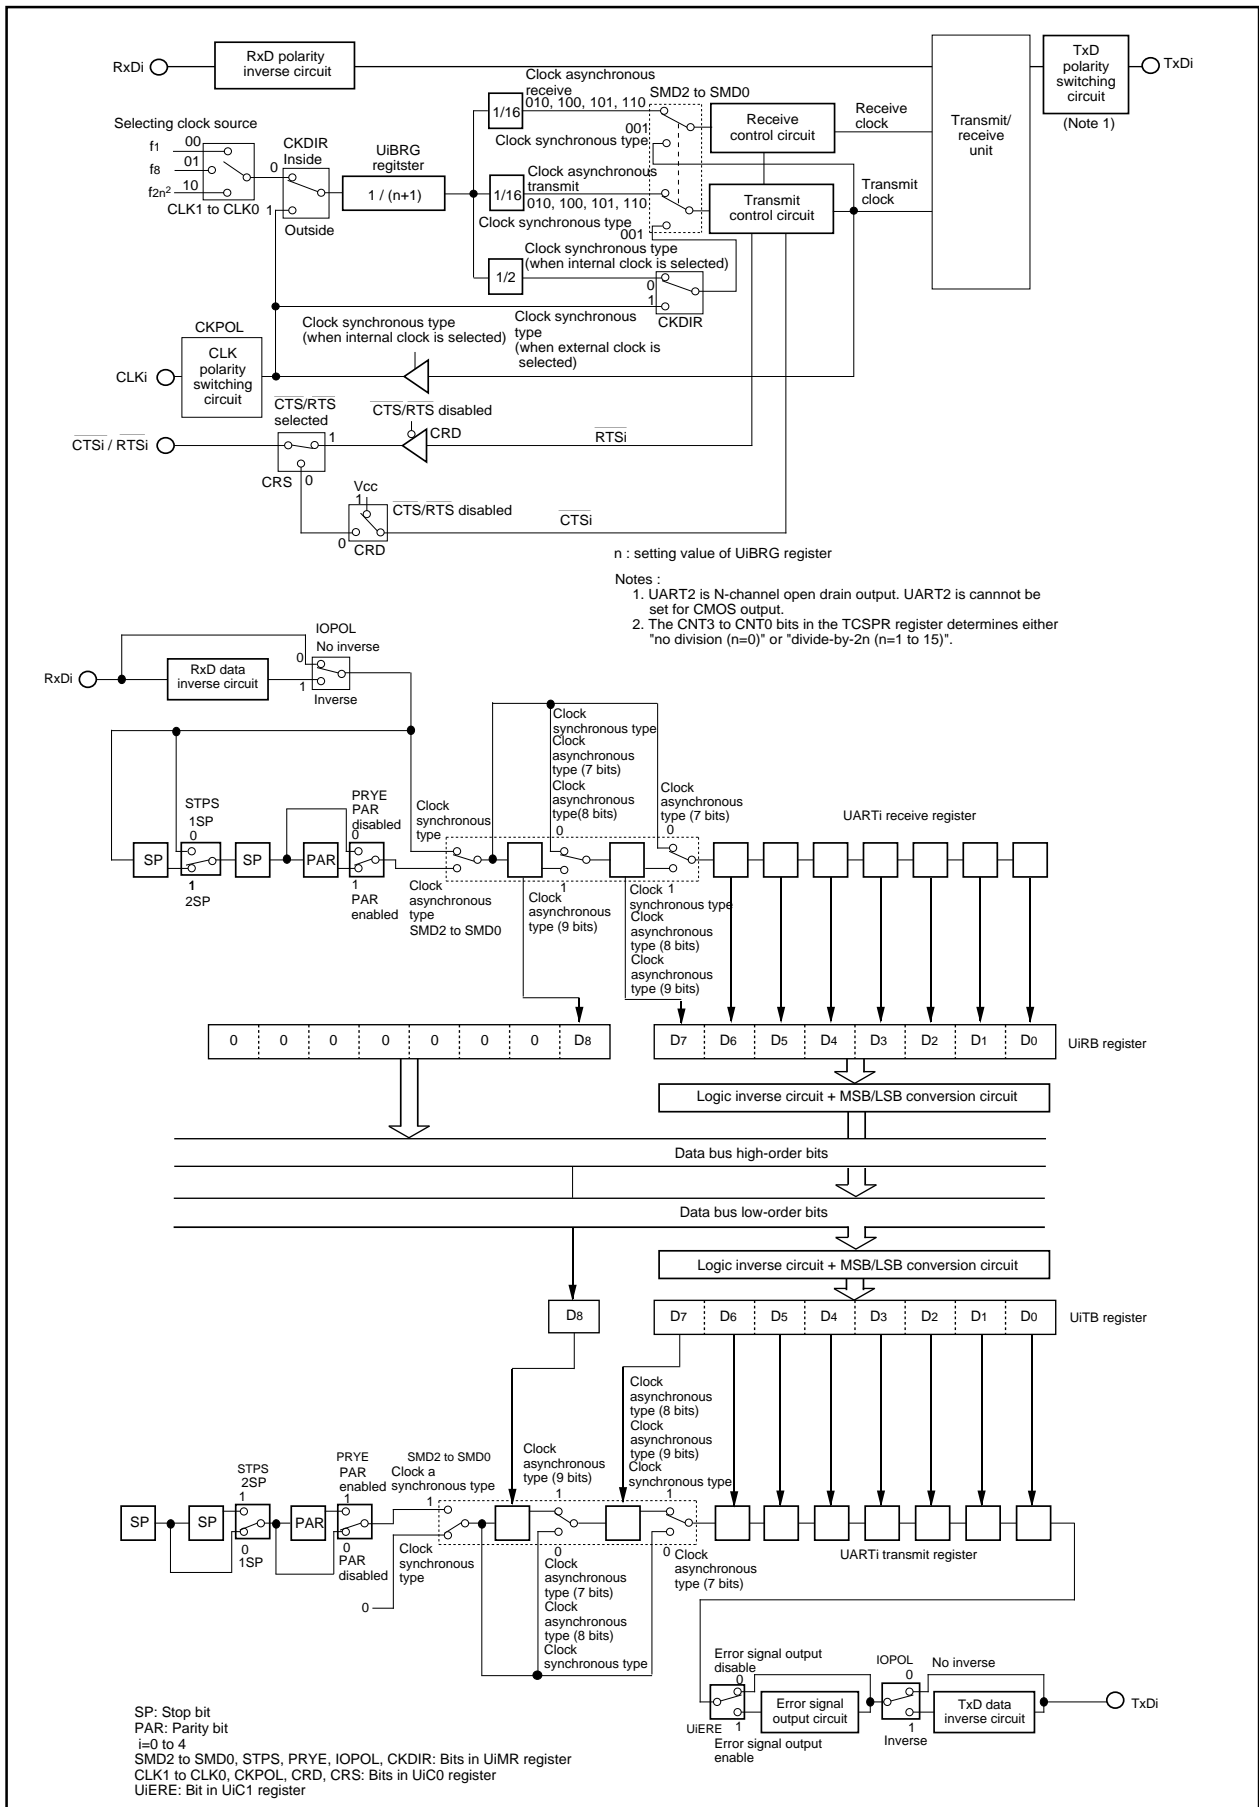 RxDi
RxD polarity
inverse circuit
TxD
polarity
switching
circuit
TxDi
(Note 1)
Clock asynchronous
receive
010, 100, 101, 110
1/16
SMD2 to SMD0
001
Clock synchronous type
Receive
control circuit
Receive
clock
Transmit/
receive
unit
Selecting clock source
f1
00
f8
01
f2n2
10
CLK1 to CLK0
CKDIR
Inside
0
1
Outside
UiBRG
regitster
1 / (n+1)
1/16
Clock asynchronous
transmit
010, 100, 101, 110
Clock synchronous type
001
Transmit
control circuit
Transmit
clock
1/2
Clock synchronous type
(when internal clock is selected)
0
1
CKDIR
Clock synchronous type
(when internal clock is selected)
Clock synchronous
type
(when external clock is
selected)
CKPOL
CLKi
CLK
polarity
switching
circuit
CTS/RTS
selected
CTS/RTS disabled
CRD
CTSi / RTSi
1
RTSi
CRS
0
Vcc
1
CTS/RTS disabled
CTSi
0
CRD
n : setting value of UiBRG register
Notes :
1. UART2 is N-channel open drain output. UART2 is cannnot be
set for CMOS output.
2. The CNT3 to CNT0 bits in the TCSPR register determines either
"no division (n=0)" or "divide-by-2n (n=1 to 15)".
IOPOL
No inverse
0
RxDi
RxD data
inverse circuit
1
Inverse
Clock
synchronous type
Clock
asynchronous
type (7 bits)
Clock
asynchronous
type(8 bits)
0
Clock
asynchronous
type (7 bits)
0
UARTi receive register
STPS
1SP
0
PRYE
PAR
disabled
0
Clock
synchronous
type
SP
SP
PAR
1
2SP
1
PAR
enabled
Clock
asynchronous
type
SMD2 to SMD0
1
Clock
asynchronous
type (9 bits)
1
Clock
synchronous type
Clock
asynchronous
type (8 bits)
Clock
asynchronous
type (9 bits)
0 0 0 0 0 0 0 D8
D7 D6 D5 D4 D3 D2 D1 D0
UiRB register
Logic inverse circuit + MSB/LSB conversion circuit
Data bus high-order bits
Data bus low-order bits
Logic inverse circuit + MSB/LSB conversion circuit
D8
D7 D6 D5 D4 D3 D2 D1 D0
UiTB register
Clock
asynchronous
type (8 bits)
Clock
asynchronous
type (9 bits)
Clock
synchronous type
Clock
asynchronous
type (9 bits)
SMD2 to SMD0
Clock a
synchronous type
1
STPS
2SP
1
PRYE
PAR
enabled
1
1
1
SP
SP
PAR
0
1SP
0
PAR
disabled
Clock
synchronous
type
0
0
Clock
asynchronous
type (7 bits)
Clock
asynchronous
type (8 bits)
Clock
synchronous type
0
Clock
asynchronous
type (7 bits)
UARTi transmit register
Error signal output
disable
0
IOPOL
0
No inverse
UiERE
1
Error signal
output circuit
1
Inverse
TxD data
inverse circuit
TxDi
Error signal output
enable
SP: Stop bit
PAR: Parity bit
i=0 to 4
SMD2 to SMD0, STPS, PRYE, IOPOL, CKDIR: Bits in UiMR register
CLK1 to CLK0, CKPOL, CRD, CRS: Bits in UiC0 register
UiERE: Bit in UiC1 register